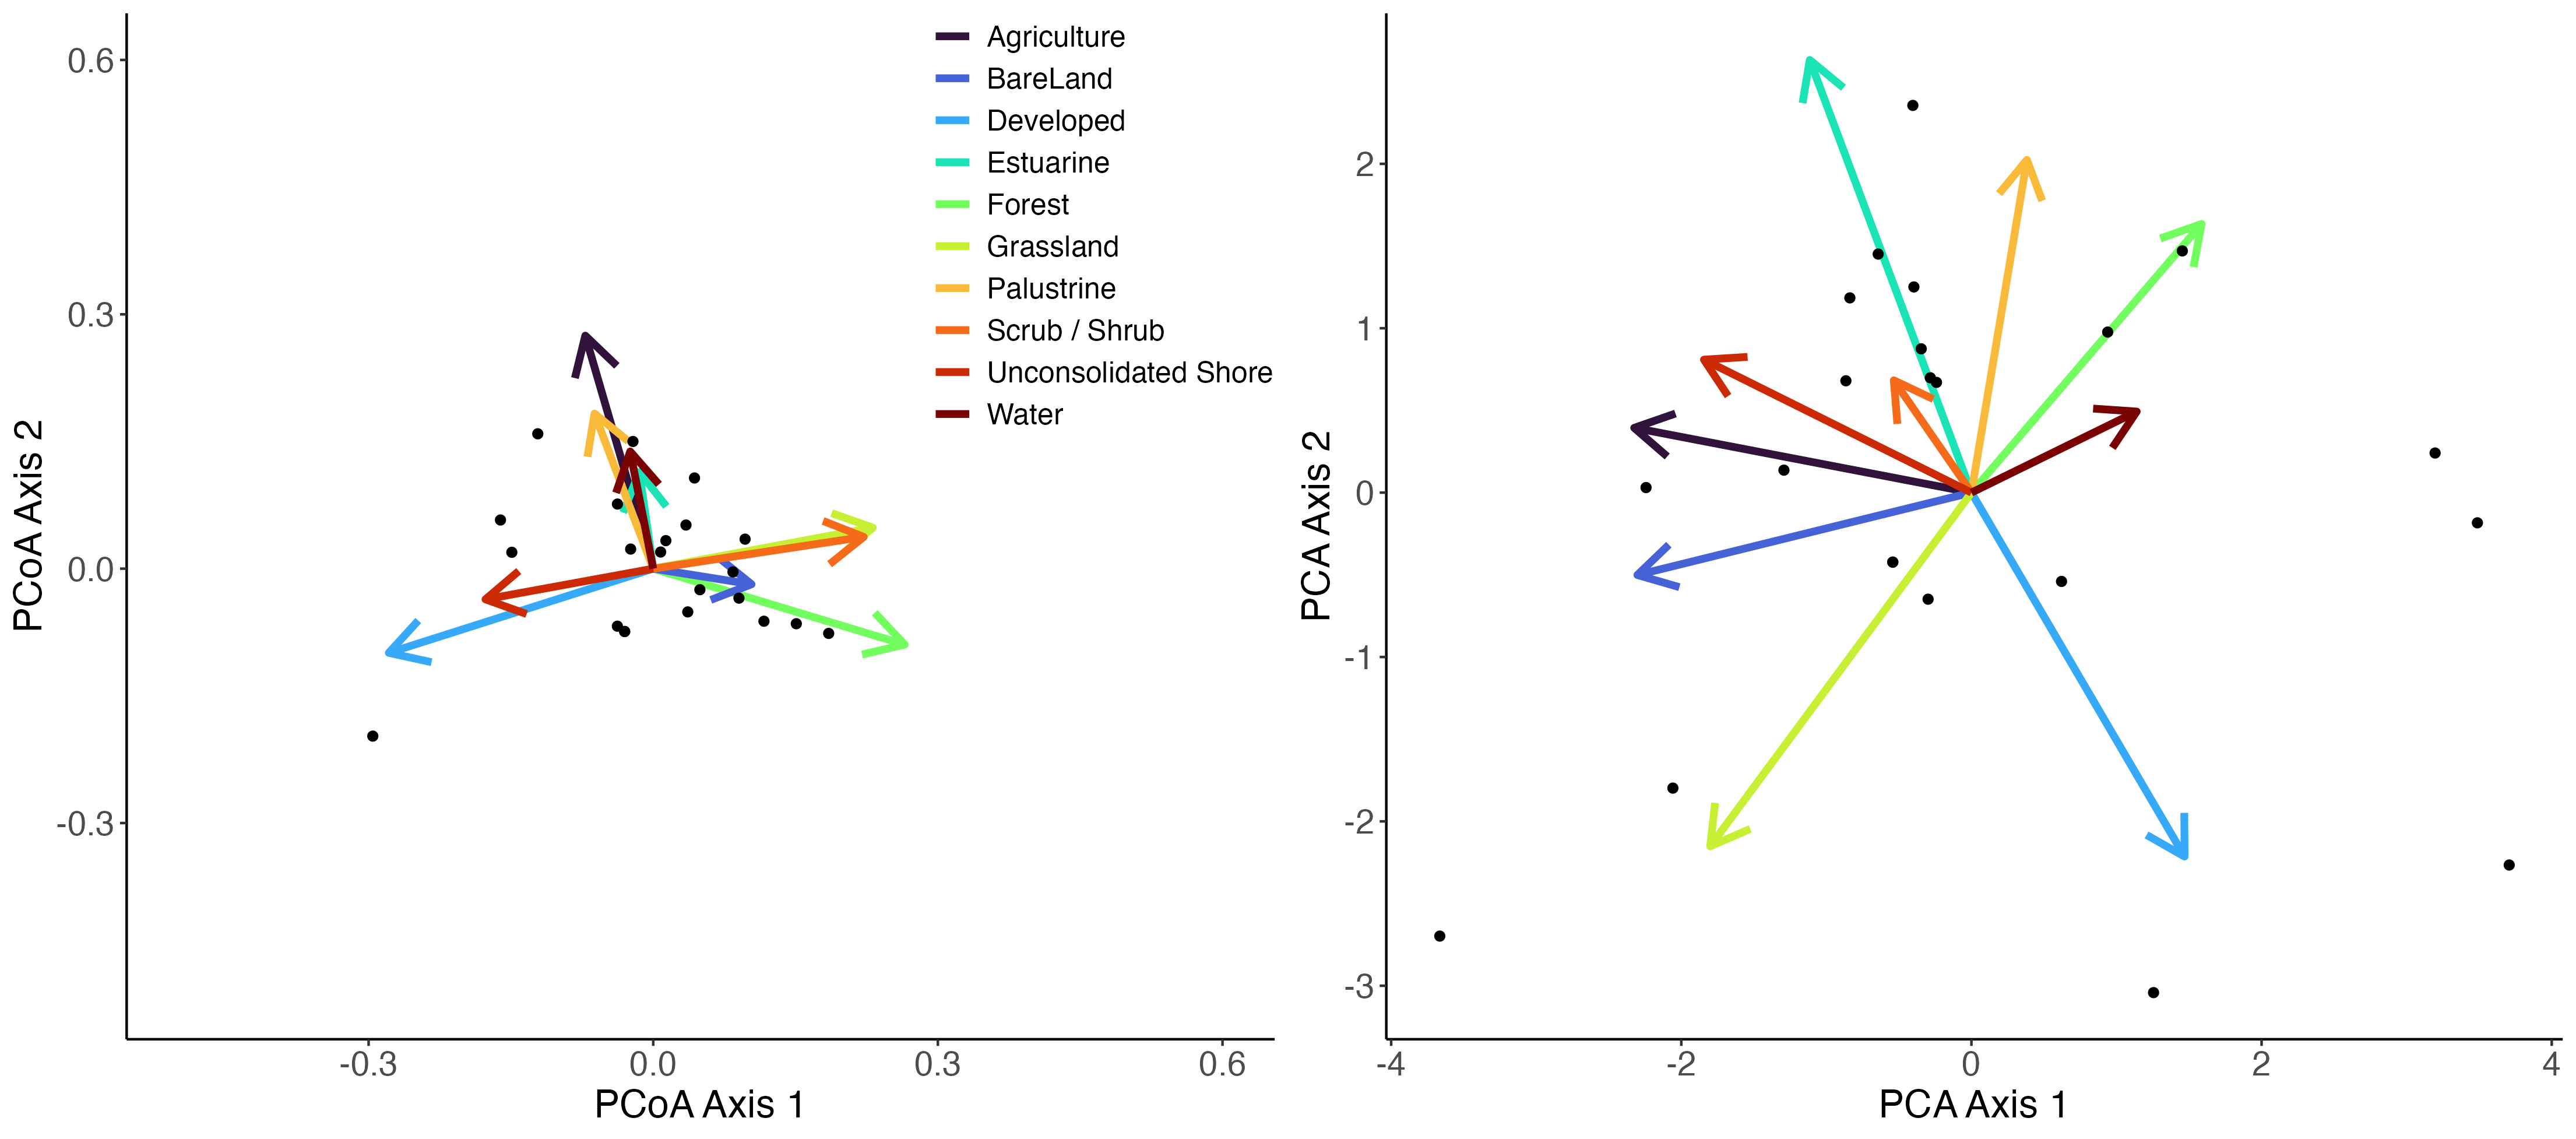 0.6
0.3
0.0
-0.3
PCoA Axis 2
-0.3
0.0
0.3
0.6
PCoA Axis 1
Agriculture
BareLand
Developed
Estuarine
Forest
Grassland
Palustrine
Scrub / Shrub
Unconsolidated Shore
Water
2
1
0
-1
-2
-3
PCA Axis 2
-4
-2
0
2
4
PCA Axis 1